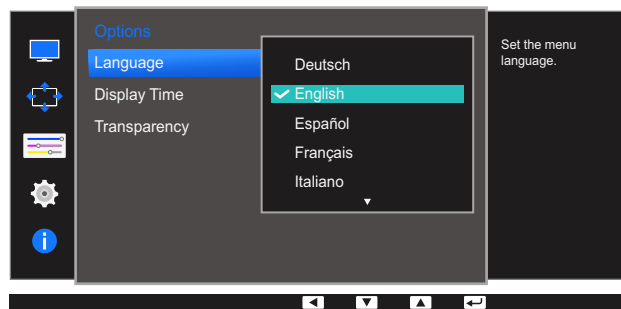 Options
Language
Display Time
Transparency
Deutsch
English
Español
Français
Italiano
Set the menu
language.